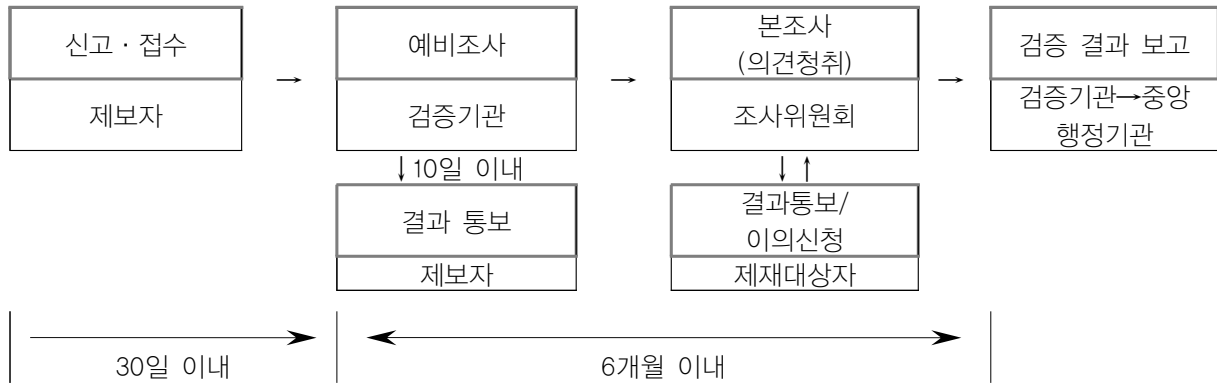 신고 · 접수
제보자
→
예비조사
검증기관
↓10일 이내
결과 통보
제보자
→
본조사
(의견청취)
조사위원회
↓↑
결과통보/
이의신청
제재대상자
→
검증 결과 보고
검증기관→중앙
행정기관
30일 이내
6개월 이내